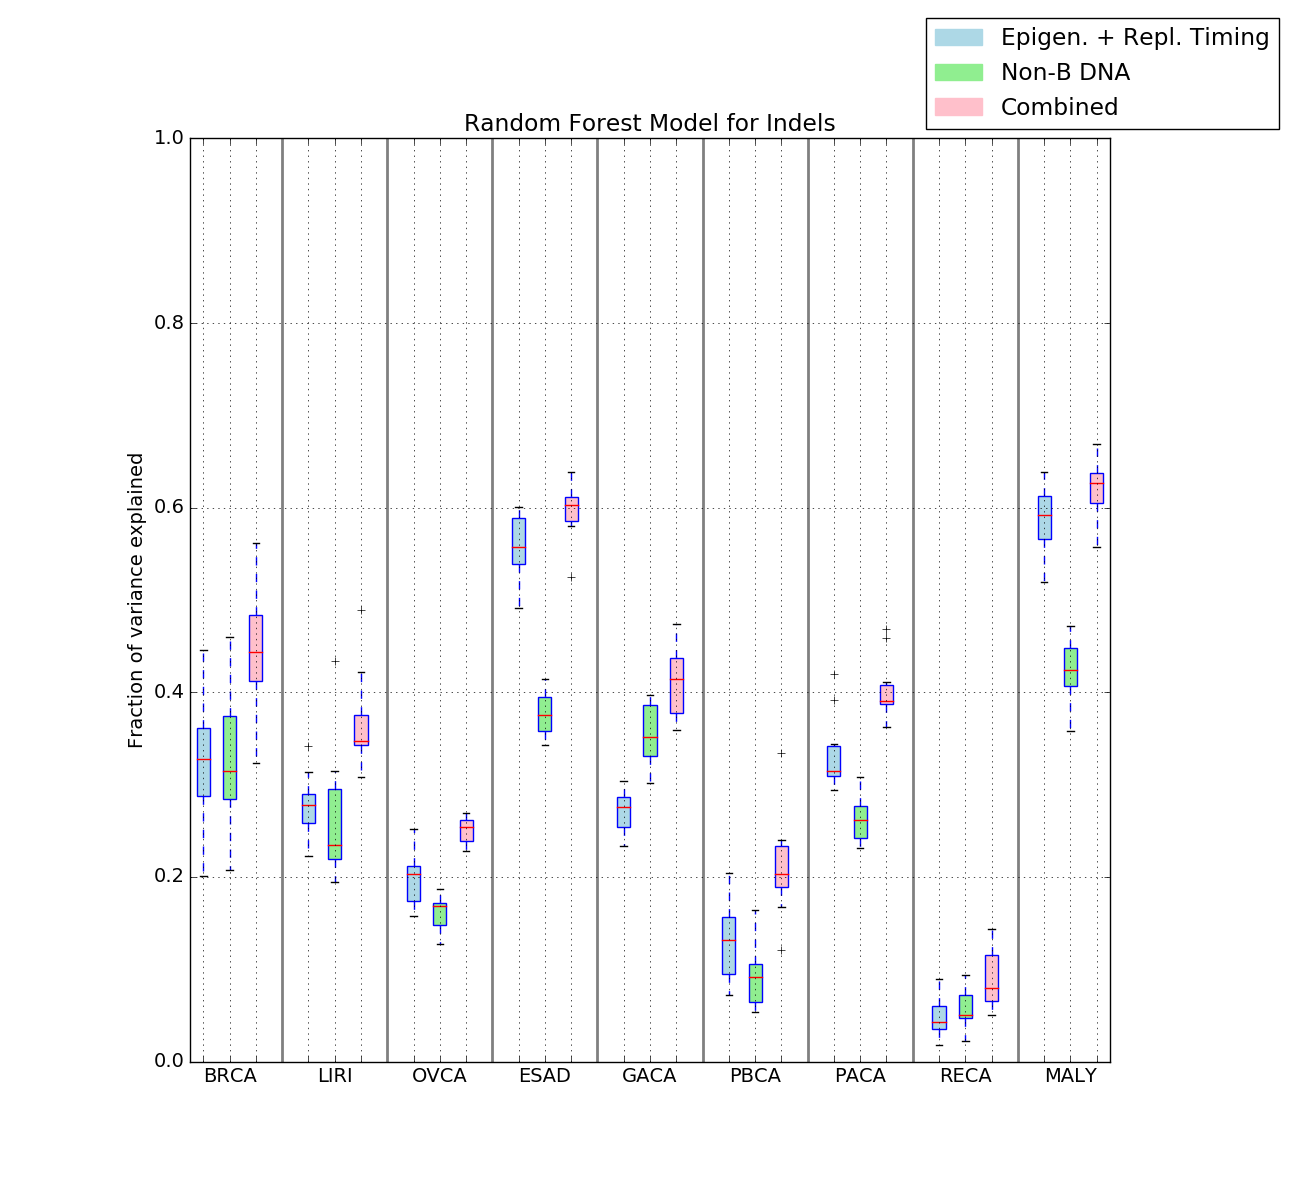 Epigen. + Repl. Timing
Non-B DNA
Combined
Random Forest Model for Indels
Fraction of variance explained
1.0
0.8
0.6
0.4
0.2
0.0
BRCA LIRI OVCA ESAD GACA PBCA PACA RECA MALY